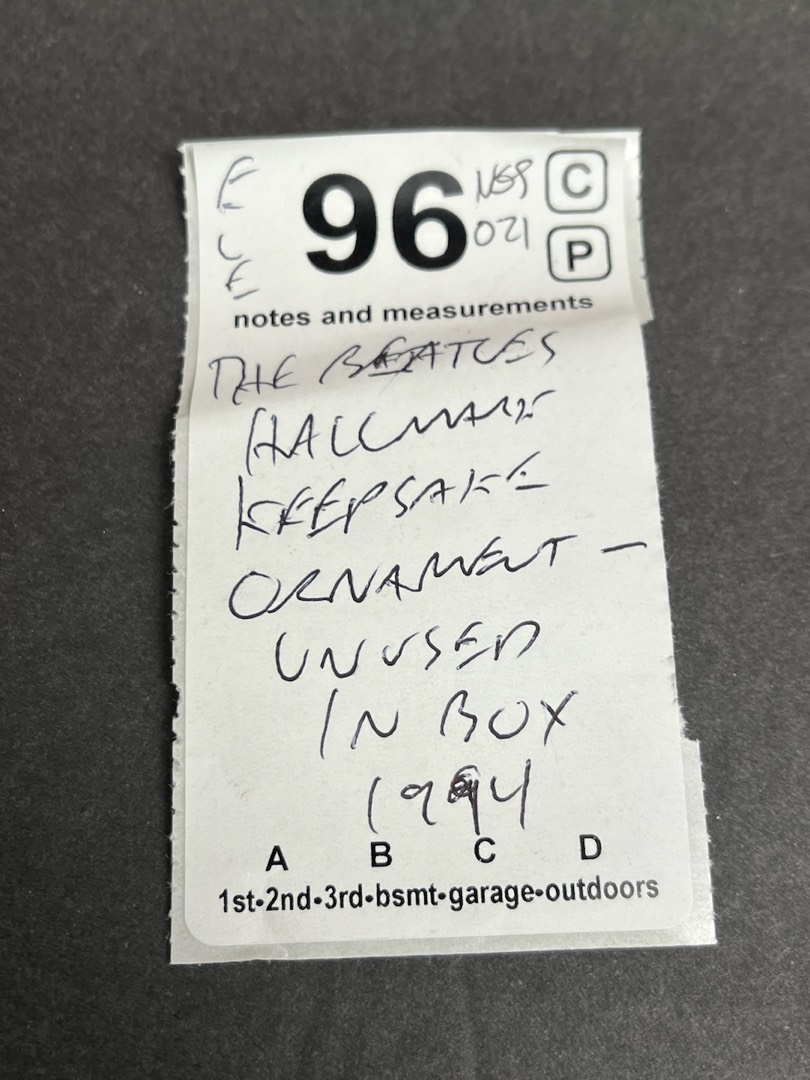 E
C
E
96
NG9
021
C
P
notes and measurements
THE BEATLES
HALLMARK
KEEPSAKE
ORNAMENT —
UNUSED
IN BOX
1994
A B C D
1st•2nd•3rd•bsmt•garage•outdoors